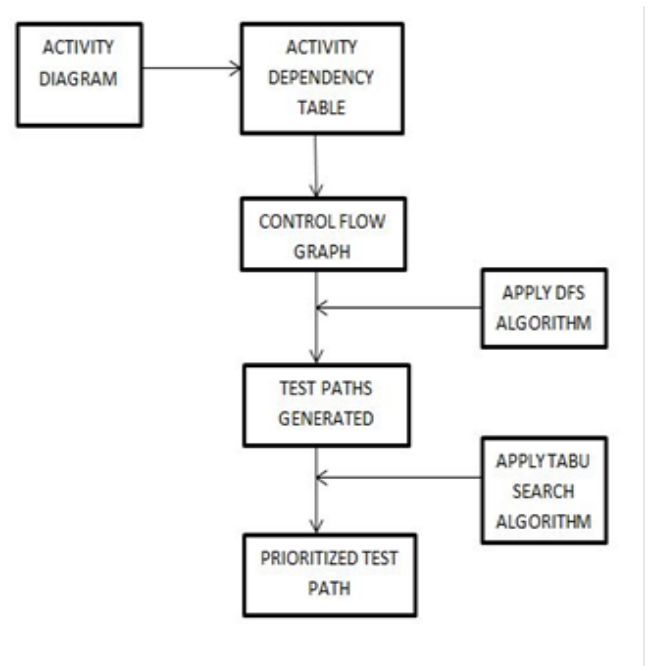 ACTIVITY
DIAGRAM
ACTIVITY
DEPENDENCY
TABLE
CONTROL FLOW
GRAPH
APPLY DFS
ALGORITHM
TEST PATHS
GENERATED
APPLY TABU
SEARCH
ALGORITHM
PRIORITIZED TEST
PATH